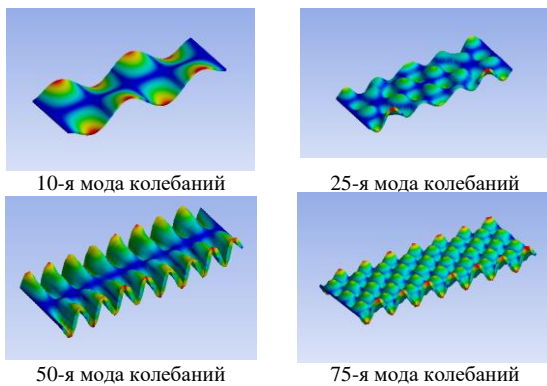 10-я мода колебаний
25-я мода колебаний
50-я мода колебаний
75-я мода колебаний